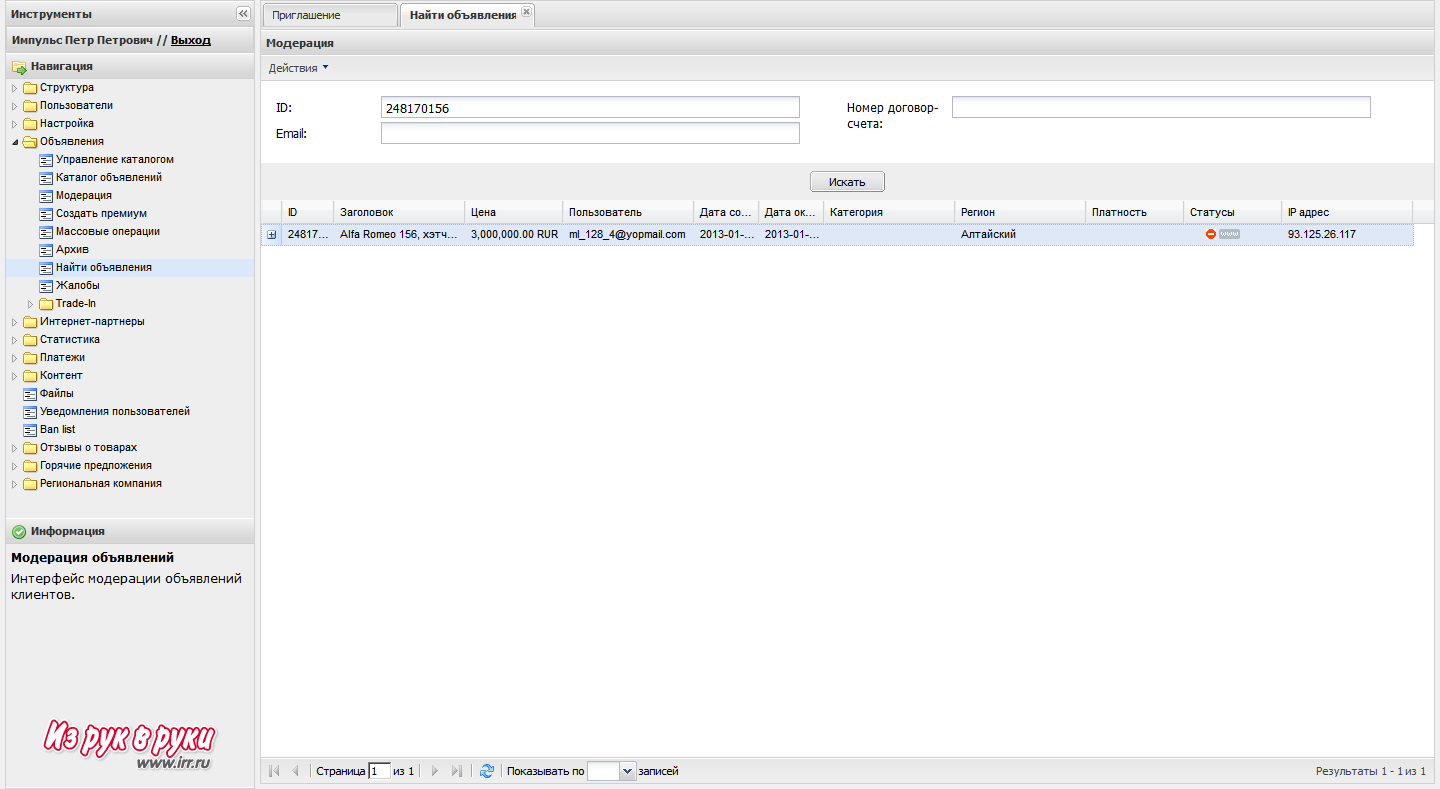 Инструменты
Импульс Петр Петрович // Выход
Навигация
Структура
Пользователи
Настройка
Объявления
Управление каталогом
Каталог объявлений
Модерация
Создать премиум
Массовые операции
Архив
Найти объявления
Жалобы
Trade-In
Интернет-партнеры
Статистика
Платежи
Контент
Файлы
Уведомления пользователей
Ban list
Отзывы о товарах
Горячие предложения
Региональная компания
Информация
Модерация объявлений
Интерфейс модерации объявлений
клиентов.
Из рук в руки
www.irr.ru
Приглашение Найти объявления
Модерация
Действия
ID: 248170156 Номер договор-
счета:
Email:
Искать
ID Заголовок Цена Пользователь Дата со... Дата ок... Категория Регион Платность Статусы IP адрес
24817... Alfa Romeo 156, хэтч... 3,000,000.00 RUR ml_128_4@yopmail.com 2013-01-... 2013-01-... Алтайский www 93.125.26.117
Страница 1 из 1 Показывать по записей Результаты 1 - 1 из 1